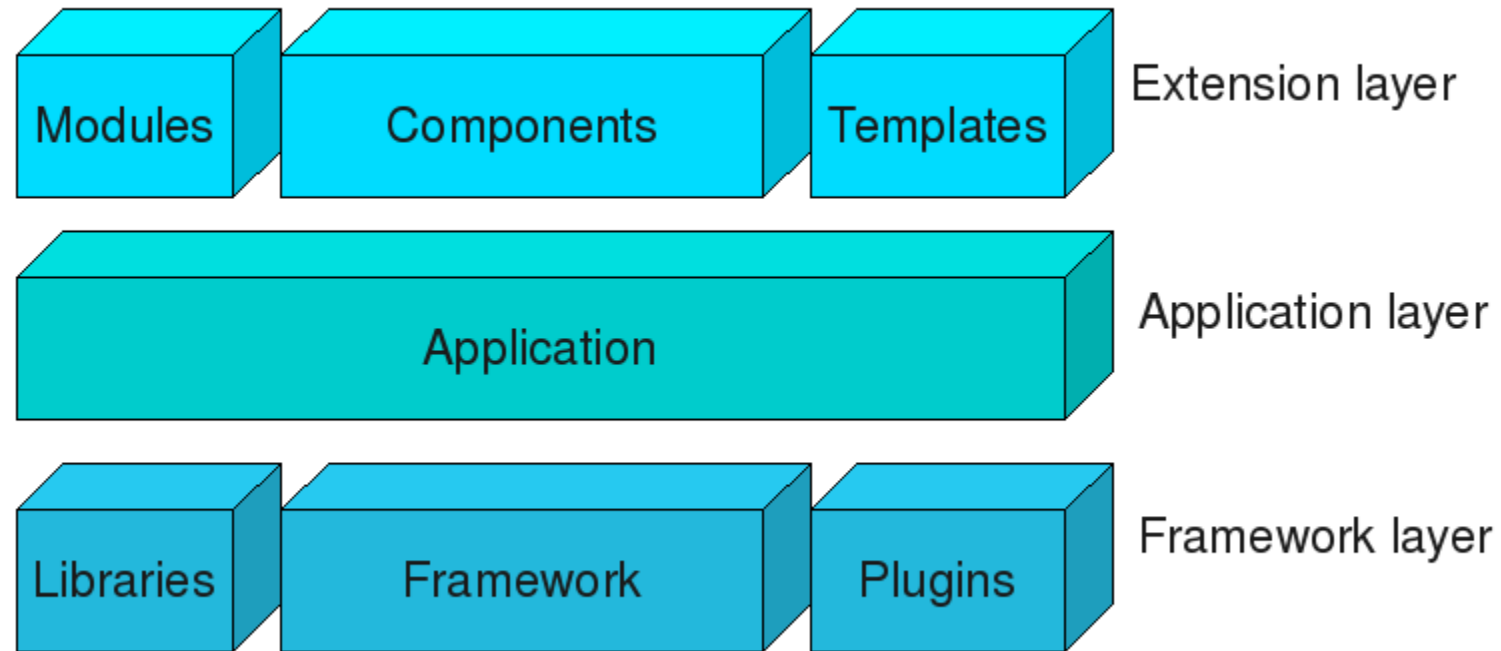 Modules
Components
Templates
Extension layer
Application
Application layer
Libraries
Framework
Plugins
Framework layer